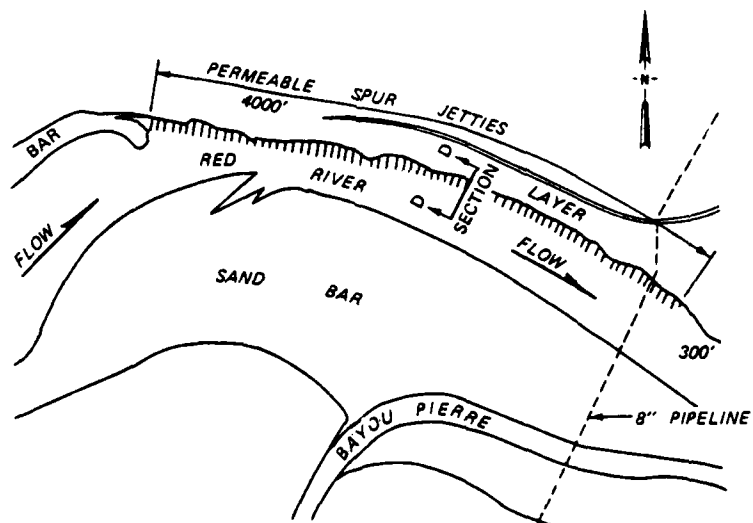 -N-
PERMEABLE SPUR JETTIES
4000'
BAR
RED RIVER
D
D
SECTION
LAYER
FLOW
FLOW
SAND BAR
300'
BAYOU PIERRE
8" PIPELINE